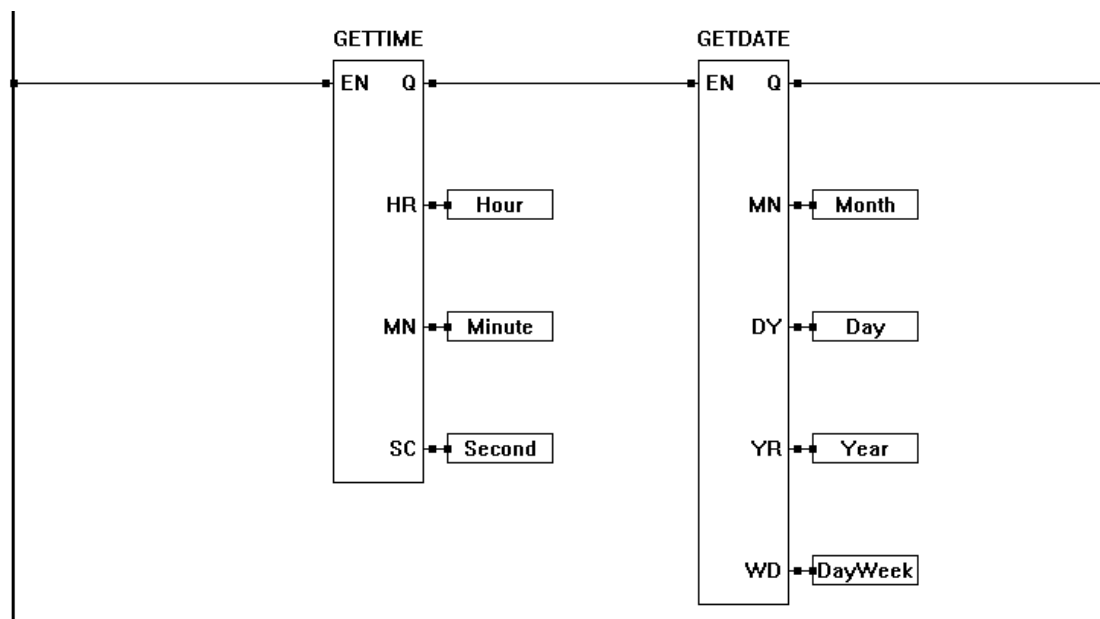 GETTIME GETDATE
EN Q EN Q
HR Hour MN Month
MN Minute DY Day
SC Second YR Year
WD DayWeek